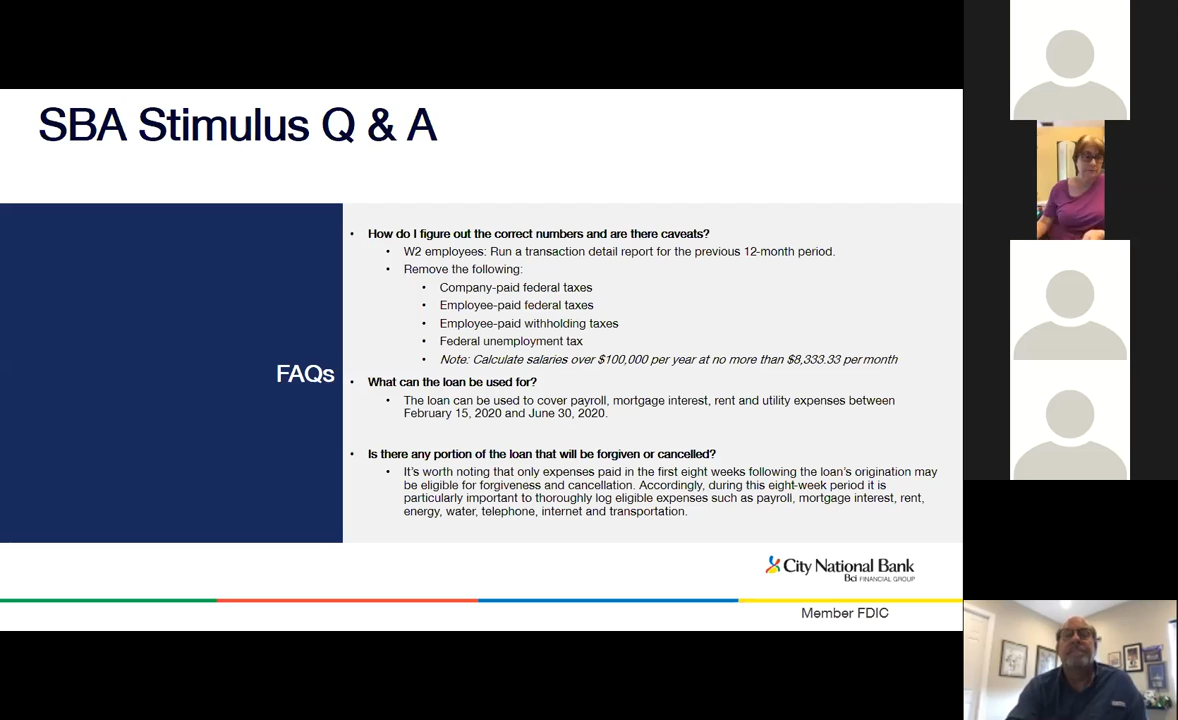 SBA Stimulus Q & A
FAQs
• How do I figure out the correct numbers and are there caveats?
• W2 employees: Run a transaction detail report for the previous 12-month period.
• Remove the following:
• Company-paid federal taxes
• Employee-paid federal taxes
• Employee-paid withholding taxes
• Federal unemployment tax
• Note: Calculate salaries over $100,000 per year at no more than $8,333.33 per month
• What can the loan be used for?
• The loan can be used to cover payroll, mortgage interest, rent and utility expenses between
February 15, 2020 and June 30, 2020.
• Is there any portion of the loan that will be forgiven or cancelled?
• It's worth noting that only expenses paid in the first eight weeks following the loan's origination may
be eligible for forgiveness and cancellation. Accordingly, during this eight-week period it is
particularly important to thoroughly log eligible expenses such as payroll, mortgage interest, rent,
energy, water, telephone, internet and transportation.
City National Bank
Bci FINANCIAL GROUP
Member FDIC